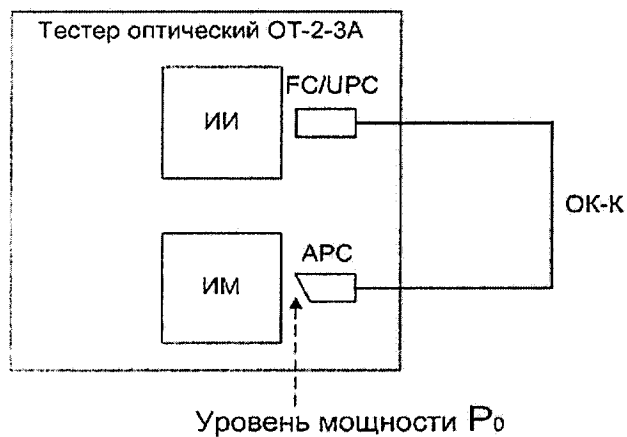 Тестер оптический ОТ-2-3А
FC/UPC
ИИ
ОК-К
APC
ИМ
Уровень мощности P₀